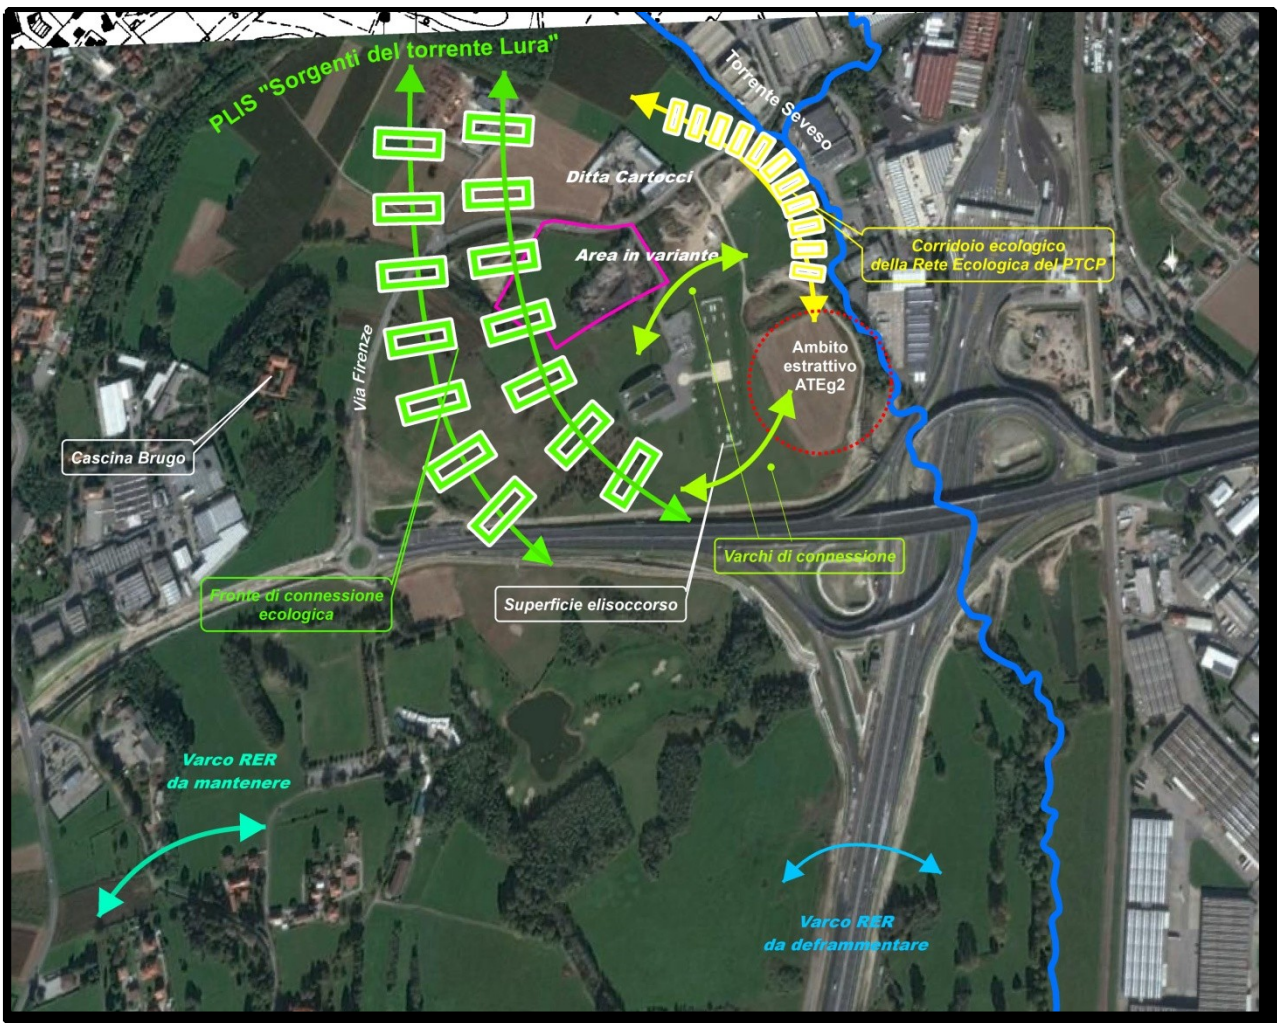 PLIS "Sorgenti del torrente Lura"
Torrente Seveso
Ditta Cartocci
Area in variante
Corridoio ecologico
della Rete Ecologica del PTCP
Via Firenze
Ambito
estrattivo
ATEg2
Cascina Brugo
Varchi di connessione
Fronte di connessione
ecologica
Superficie elisoccorso
Varco RER
da mantenere
Varco RER
da deframmentare